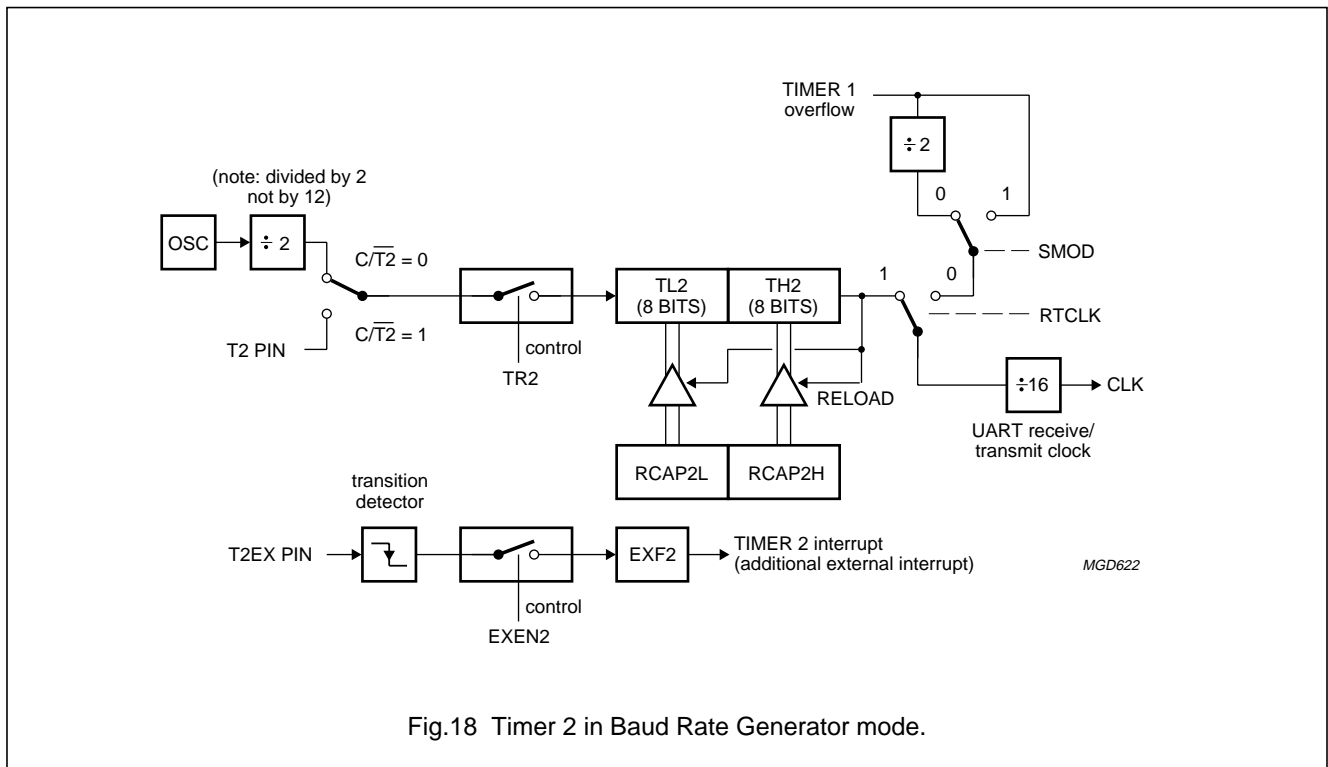 TIMER 1
overflow
÷ 2
0
1
SMOD
(note: divided by 2
not by 12)
OSC
÷ 2
C/T2̅ = 0
C/T2̅ = 1
T2 PIN
control
TR2
TL2
(8 BITS)
TH2
(8 BITS)
1
0
RTCLK
RELOAD
÷16
CLK
UART receive/
transmit clock
RCAP2L
RCAP2H
transition
detector
T2EX PIN
control
EXEN2
EXF2
TIMER 2 interrupt
(additional external interrupt)
MGD622
Fig.18 Timer 2 in Baud Rate Generator mode.